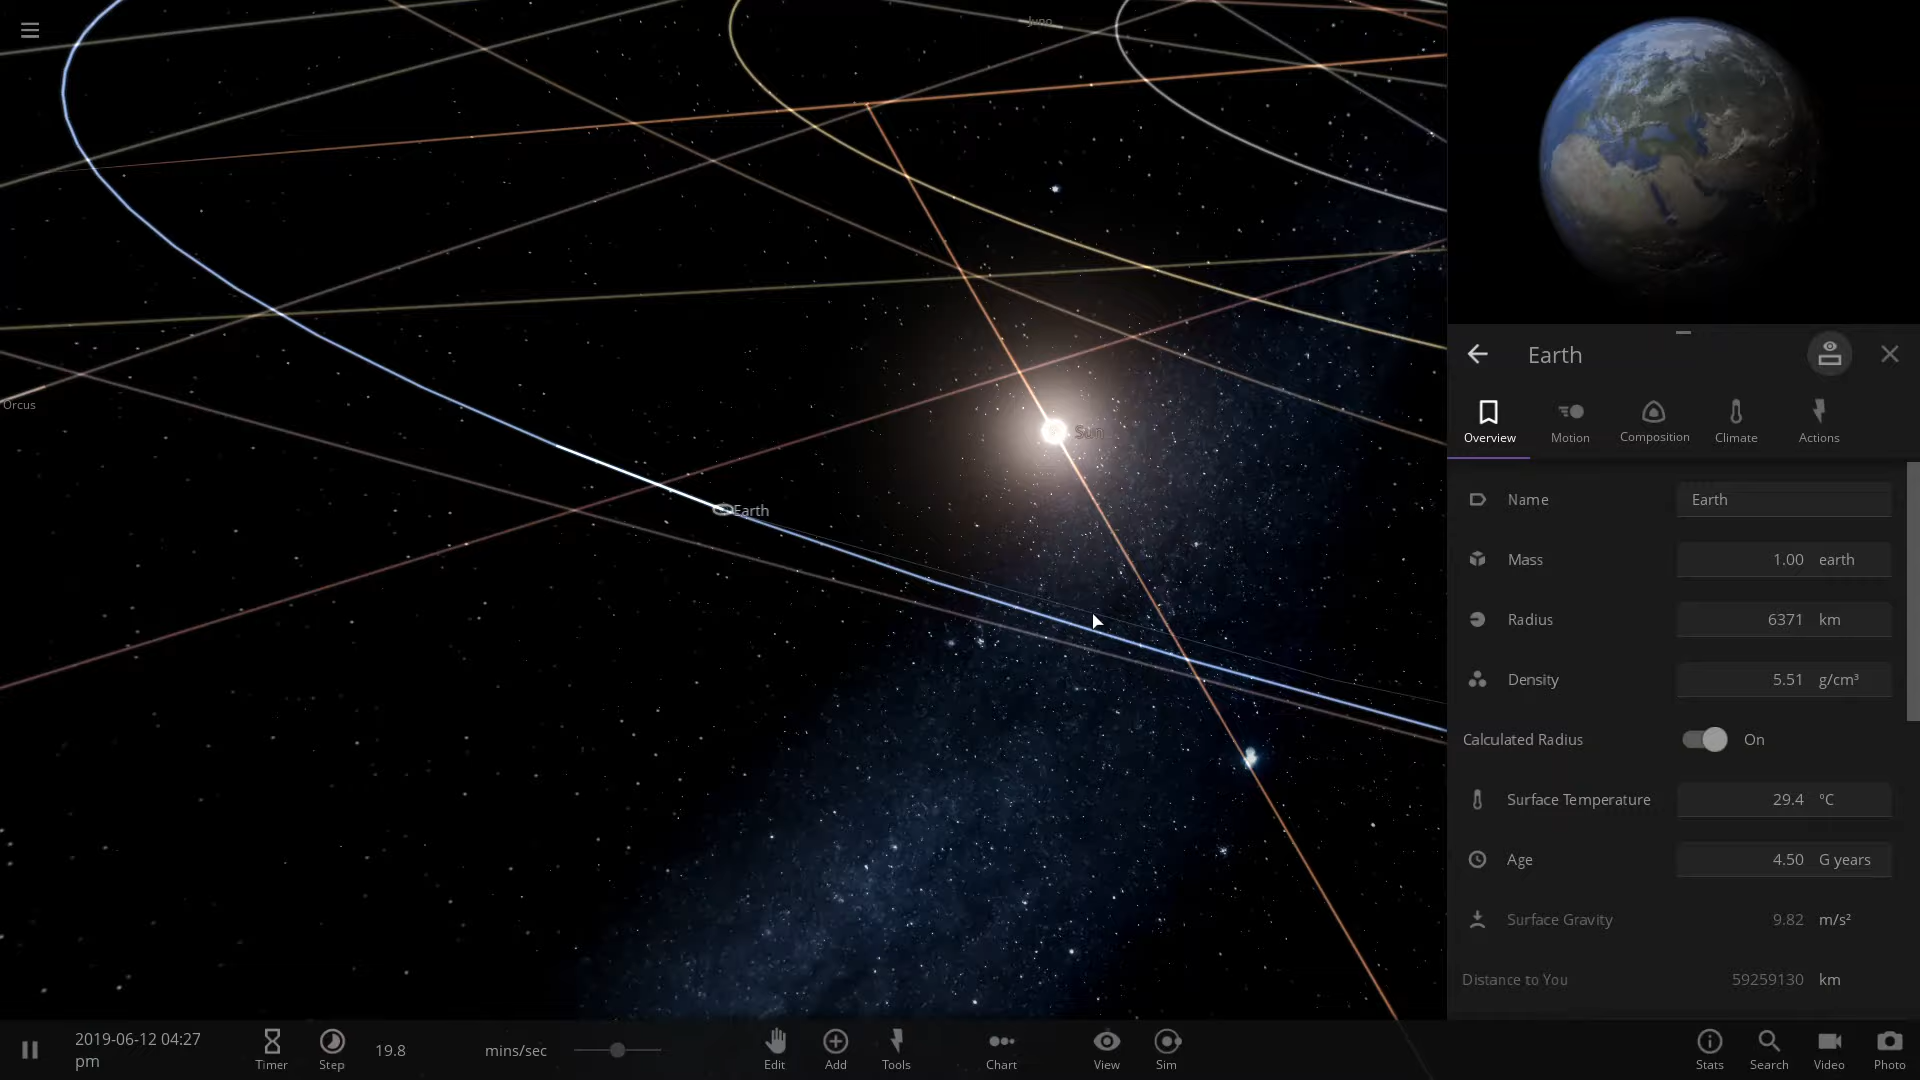 Juno
Orcus
Sun
Earth
Earth
Overview
Motion
Composition
Climate
Actions
Name Earth
Mass 1.00 earth
Radius 6371 km
Density 5.51 g/cm³
Calculated Radius On
Surface Temperature 29.4 °C
Age 4.50 G years
Surface Gravity 9.82 m/s²
Distance to You 59259130 km
2019-06-12 04:27
pm
Timer
Step
19.8 mins/sec
Edit
Add
Tools
Chart
View
Sim
Stats
Search
Video
Photo